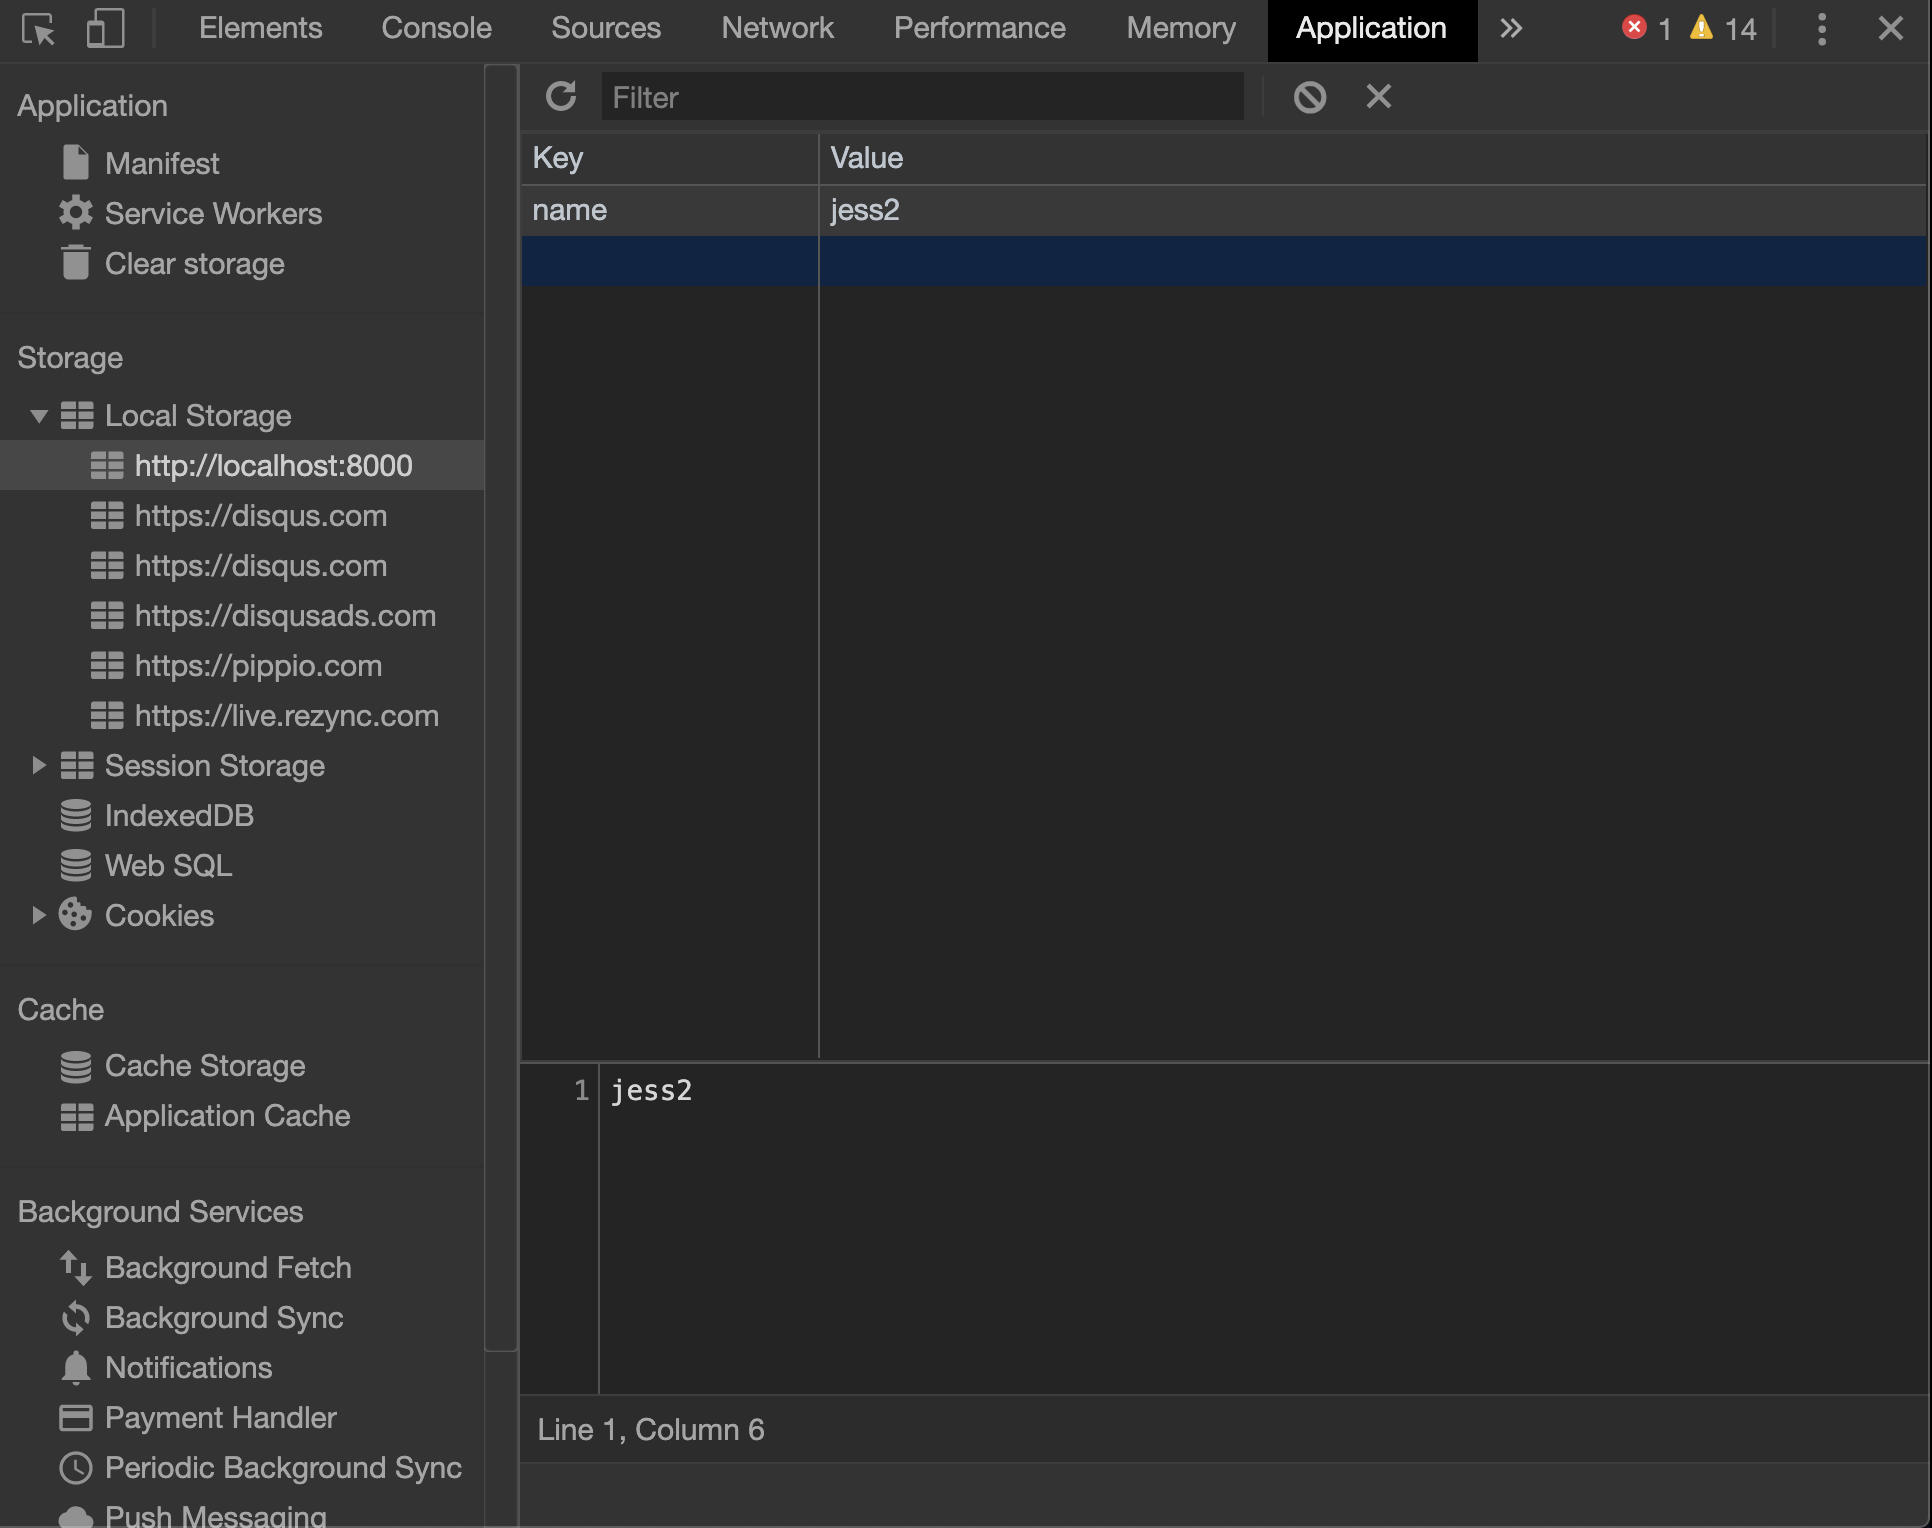 Elements Console Sources Network Performance Memory Application 1 14
Application
Manifest
Service Workers
Clear storage
Storage
Local Storage
http://localhost:8000
https://disqus.com
https://disqus.com
https://disqusads.com
https://pippio.com
https://live.rezync.com
Session Storage
IndexedDB
Web SQL
Cookies
Cache
Cache Storage
Application Cache
Background Services
Background Fetch
Background Sync
Notifications
Payment Handler
Periodic Background Sync
Push Messaging
Filter
Key Value
name jess2
1 jess2
Line 1, Column 6